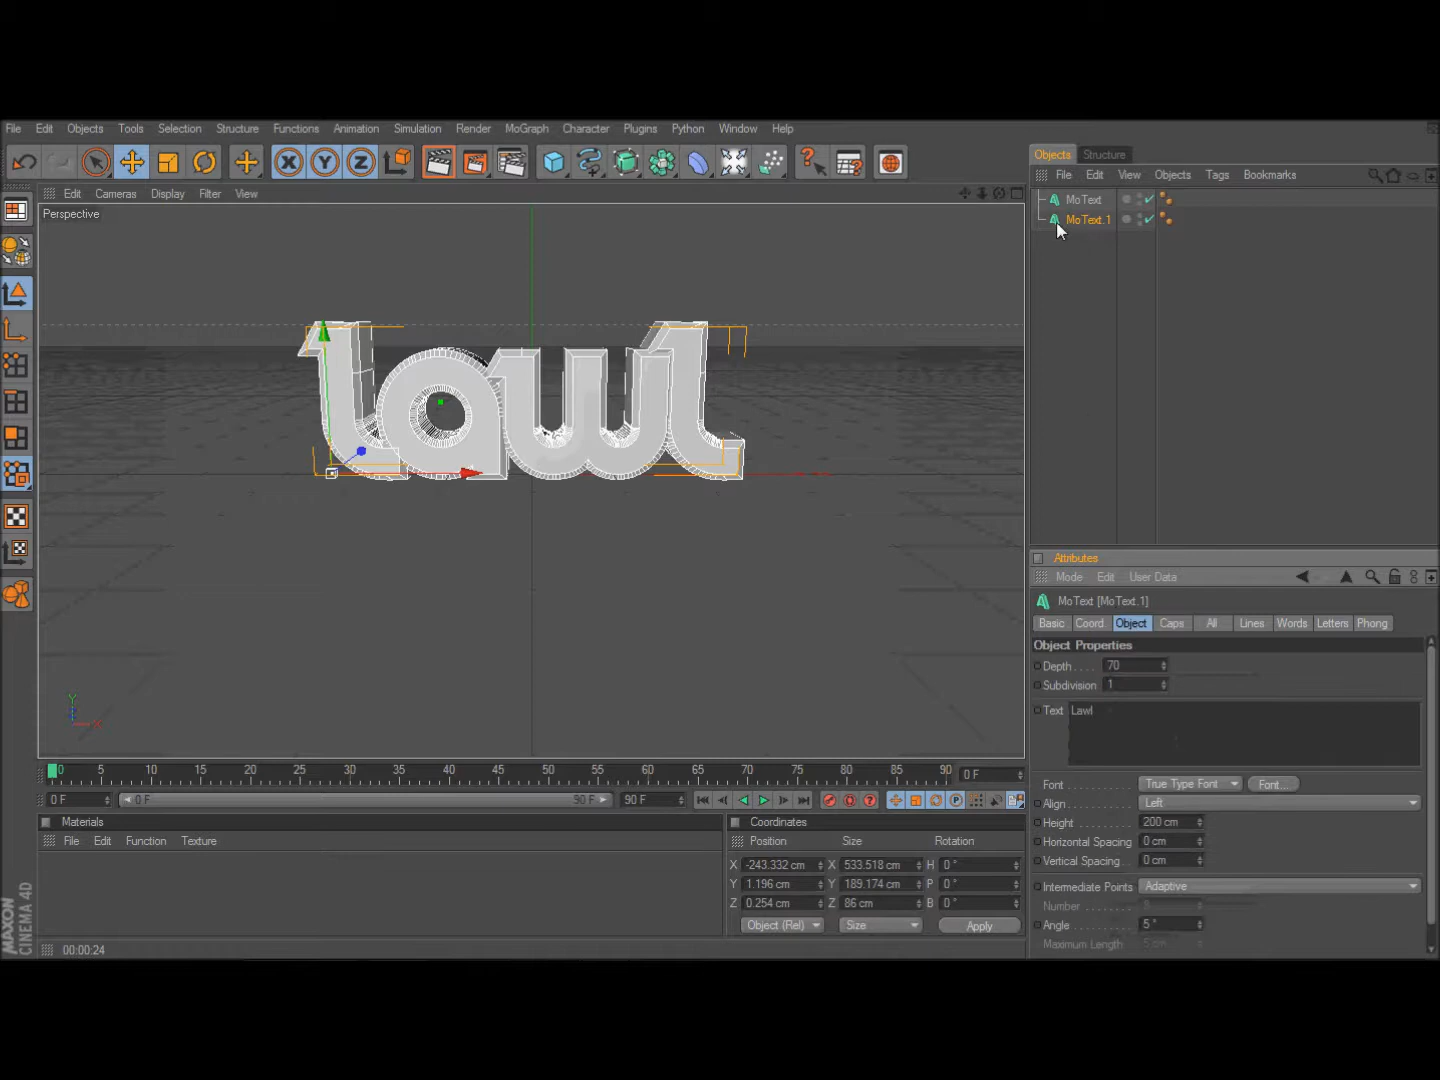 File Edit Objects Tools Selection Structure Functions Animation Simulation Render MoGraph Character Plugins Python Window Help
Objects Structure
File Edit View Objects Tags Bookmarks
Edit Cameras Display Filter View
MoText
Perspective
MoText.1
lawl
Y
Attributes
Mode Edit User Data
MoText [MoText.1]
Basic Coord Object Caps All Lines Words Letters Phong
Object Properties
Depth . . . . 70
Subdivision 1
Text Lawl
0 5 10 15 20 25 30 35 40 45 50 55 60 65 70 75 80 85 90 0 F
0 F 0 F 90 F 90 F
Font True Type Font Font...
Align Left
Height 200 cm
Horizontal Spacing 0 cm
Vertical Spacing 0 cm
Intermediate Points Adaptive
Number
Angle 5 °
Maximum Length 5 cm
Materials
File Edit Function Texture
Coordinates
Position Size Rotation
X -243.332 cm X 533.518 cm H 0 °
Y 1.196 cm Y 189.174 cm P 0 °
Z 0.254 cm Z 86 cm B 0 °
Object (Rel) Size Apply
MAXON
CINEMA 4D
00:00:24